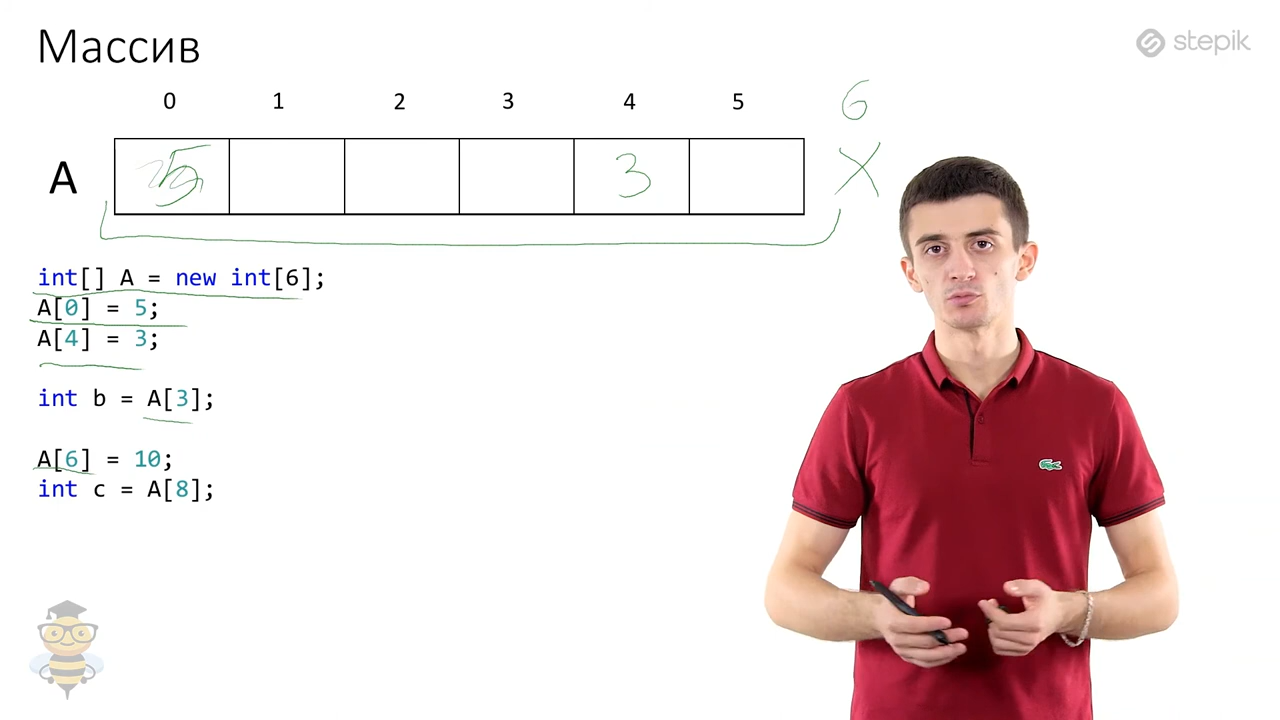 Массив
stepik
0 1 2 3 4 5 6
A 5 3 X
int[] A = new int[6];
A[0] = 5;
A[4] = 3;
int b = A[3];
A[6] = 10;
int c = A[8];